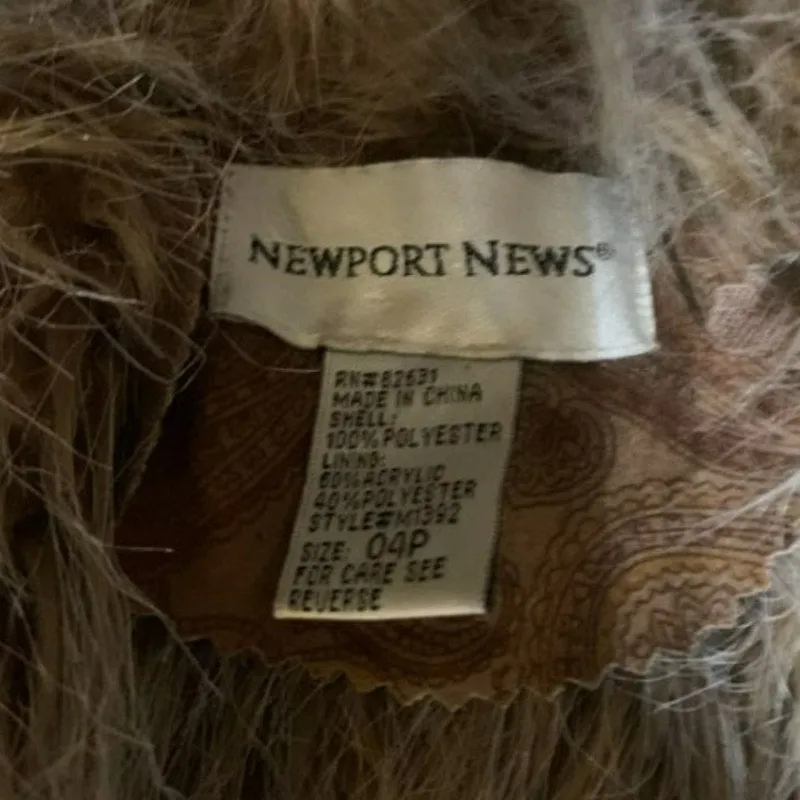 NEWPORT NEWS®
RN#82631
MADE IN CHINA
SHELL:
100%POLYESTER
LINING:
60%ACRYLIC
40%POLYESTER
STYLE#M1392
SIZE: 04P
FOR CARE SEE
REVERSE